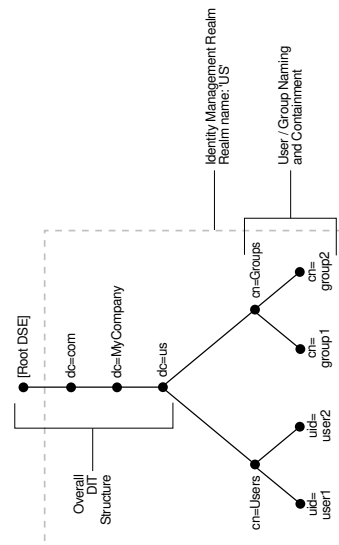 [Root DSE]
dc=com
dc=MyCompany
dc=us
Overall
DIT
Structure
Identity Management Realm
Realm name: 'US'
cn=Users
cn=Groups
uid=
user1
uid=
user2
cn=
group1
cn=
group2
User / Group Naming
and Containment